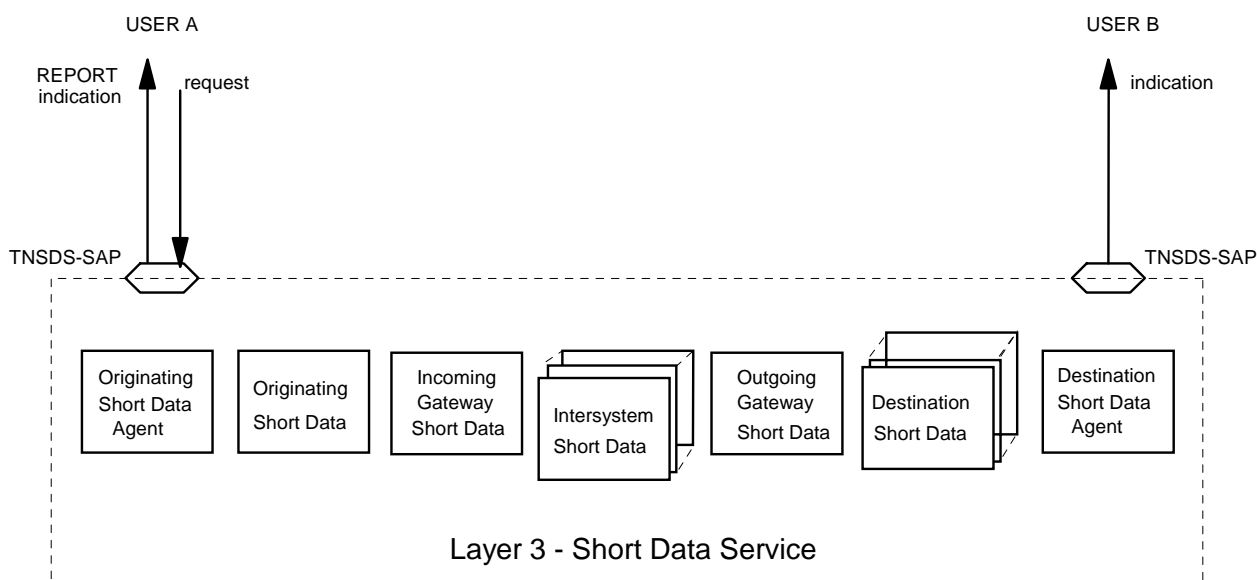 USER A
USER B
REPORT
indication
request
indication
TNSDS-SAP
TNSDS-SAP
Originating
Short Data
Agent
Originating
Short Data
Incoming
Gateway
Short Data
Intersystem
Short Data
Outgoing
Gateway
Short Data
Destination
Short Data
Destination
Short Data
Agent
Layer 3 - Short Data Service